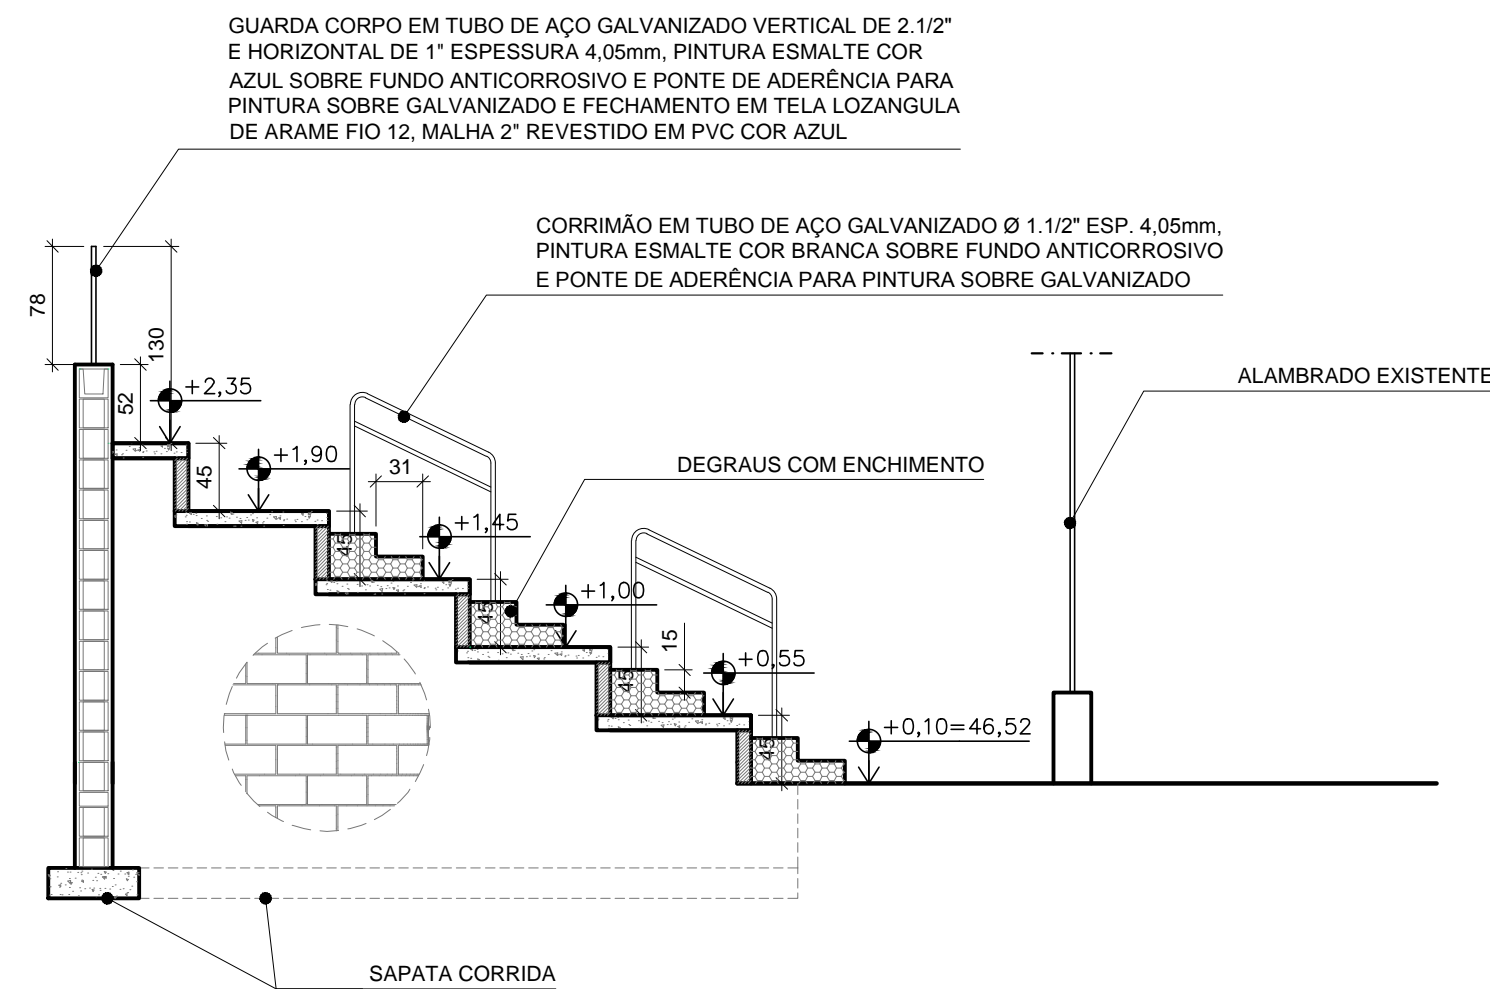 GUARDA CORPO EM TUBO DE AÇO GALVANIZADO VERTICAL DE 2.1/2"
E HORIZONTAL DE 1" ESPESSURA 4,05mm, PINTURA ESMALTE COR
AZUL SOBRE FUNDO ANTICORROSIVO E PONTE DE ADERÊNCIA PARA
PINTURA SOBRE GALVANIZADO E FECHAMENTO EM TELA LOZANGULA
DE ARAME FIO 12, MALHA 2" REVESTIDO EM PVC COR AZUL
CORRIMÃO EM TUBO DE AÇO GALVANIZADO Ø 1.1/2" ESP. 4,05mm,
PINTURA ESMALTE COR BRANCA SOBRE FUNDO ANTICORROSIVO
E PONTE DE ADERÊNCIA PARA PINTURA SOBRE GALVANIZADO
78
130
ALAMBRADO EXISTENTE
52
+2,35
+1,90
45
31
DEGRAUS COM ENCHIMENTO
+1,45
45
+1,00
45
15
+0,55
45
+0,10=46,52
45
SAPATA CORRIDA